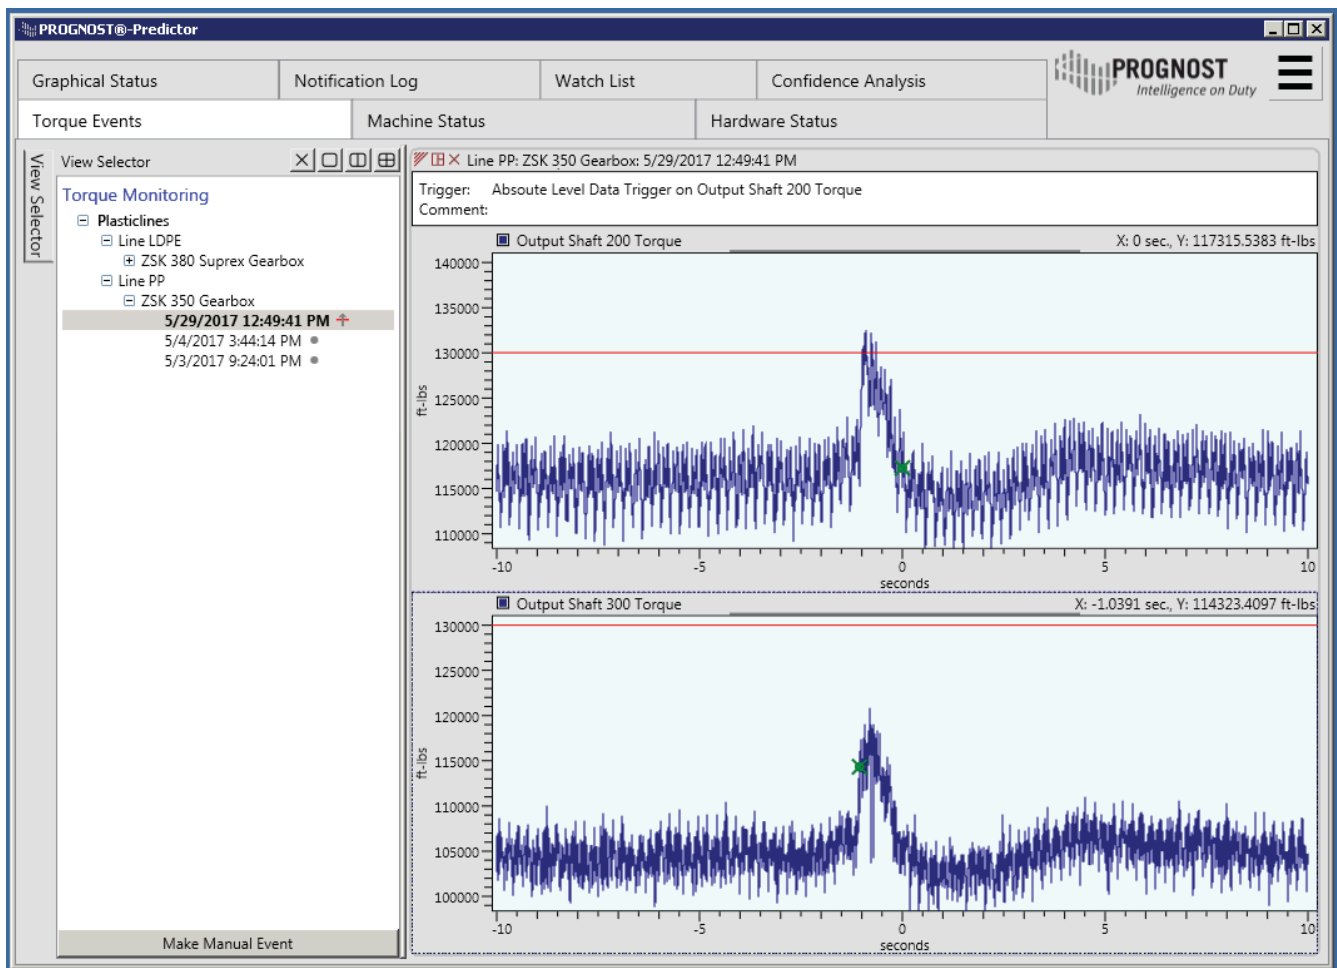 PROGNOST®-Predictor
Graphical Status
Notification Log
Watch List
Confidence Analysis
PROGNOST
Intelligence on Duty
Torque Events
Machine Status
Hardware Status
View Selector
View Selector
Line PP: ZSK 350 Gearbox: 5/29/2017 12:49:41 PM
Torque Monitoring
Plasticlines
Line LDPE
ZSK 380 Suprex Gearbox
Line PP
ZSK 350 Gearbox
5/29/2017 12:49:41 PM
5/4/2017 3:44:14 PM
5/3/2017 9:24:01 PM
Make Manual Event
Trigger: Absoute Level Data Trigger on Output Shaft 200 Torque
Comment:
Output Shaft 200 Torque
X: 0 sec., Y: 117315.5383 ft-lbs
140000
135000
130000
125000
120000
115000
110000
ft-lbs
-10 -5 0 5 10
seconds
Output Shaft 300 Torque
X: -1.0391 sec., Y: 114323.4097 ft-lbs
130000
125000
120000
115000
110000
105000
100000
ft-lbs
-10 -5 0 5 10
seconds